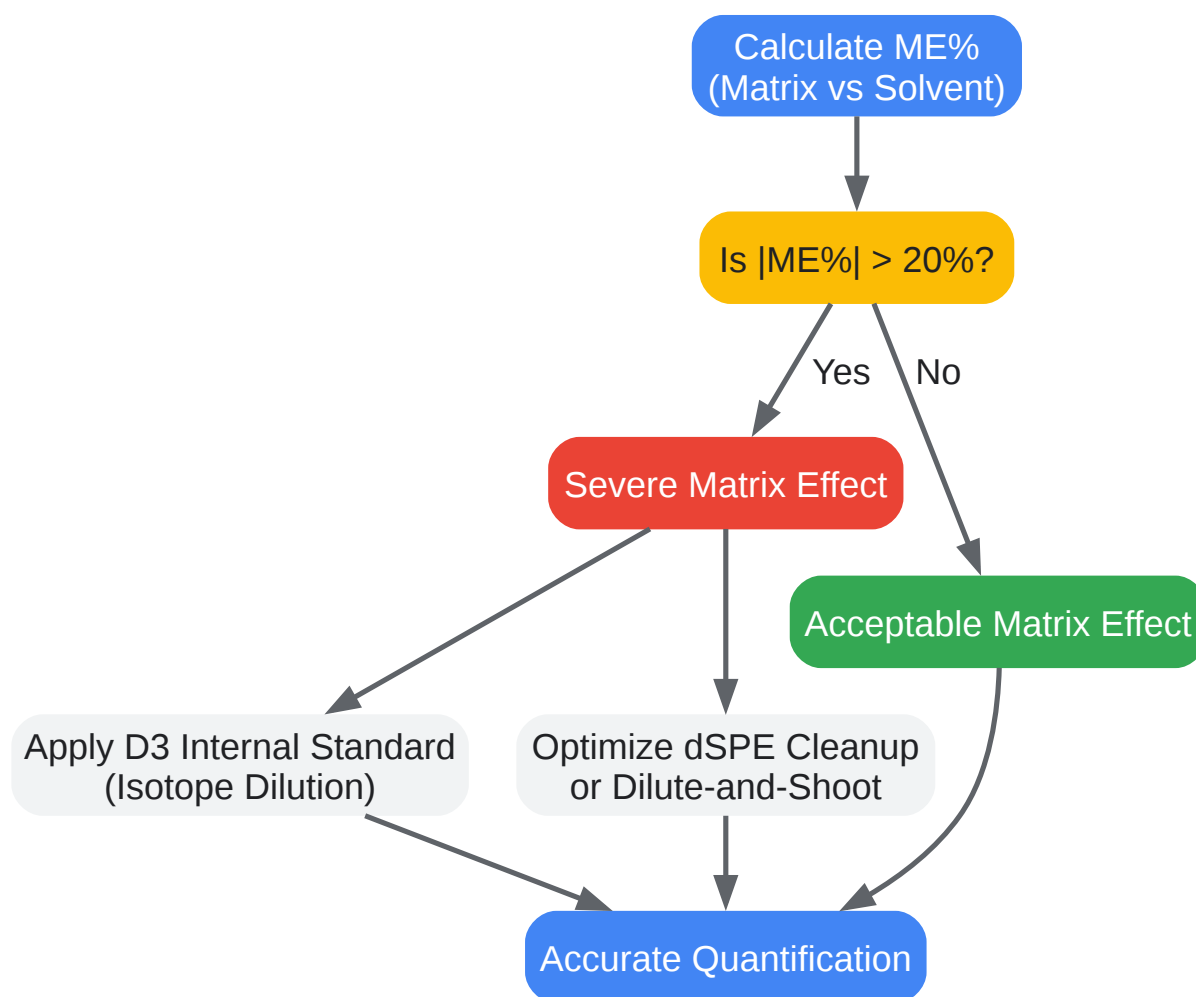 Calculate ME%
(Matrix vs Solvent)
Is |ME%| > 20%?
Yes
No
Severe Matrix Effect
Acceptable Matrix Effect
Apply D3 Internal Standard
(Isotope Dilution)
Optimize dSPE Cleanup
or Dilute-and-Shoot
Accurate Quantification